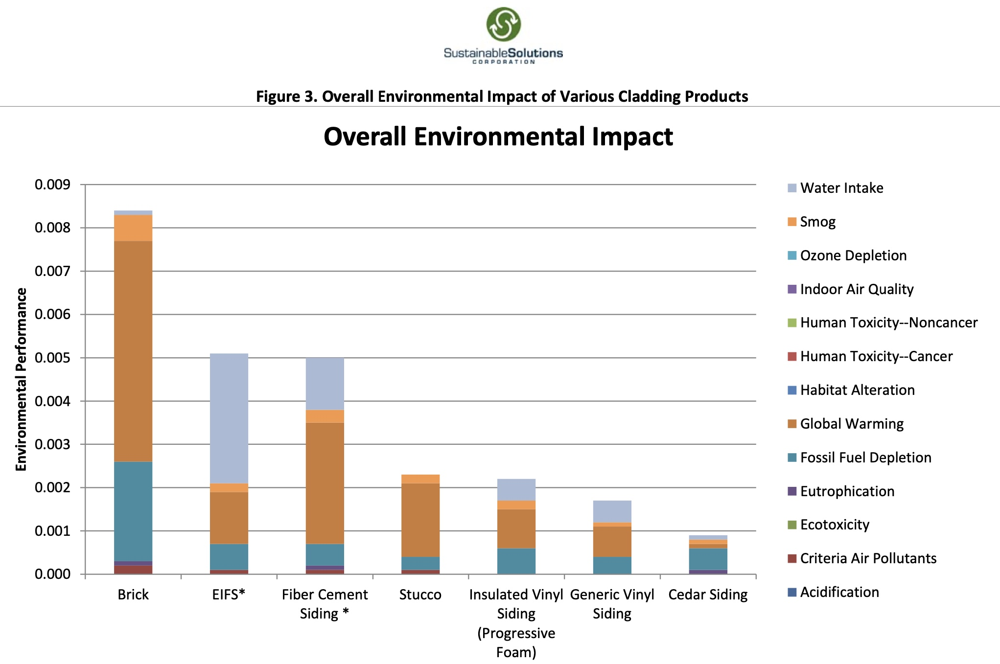 SustainableSolutions
CORPORATION
Figure 3. Overall Environmental Impact of Various Cladding Products
Overall Environmental Impact
Environmental Performance
0.009
0.008
0.007
0.006
0.005
0.004
0.003
0.002
0.001
0.000
Brick
EIFS*
Fiber Cement
Siding *
Stucco
Insulated Vinyl
Siding
(Progressive
Foam)
Generic Vinyl
Siding
Cedar Siding
Water Intake
Smog
Ozone Depletion
Indoor Air Quality
Human Toxicity--Noncancer
Human Toxicity--Cancer
Habitat Alteration
Global Warming
Fossil Fuel Depletion
Eutrophication
Ecotoxicity
Criteria Air Pollutants
Acidification